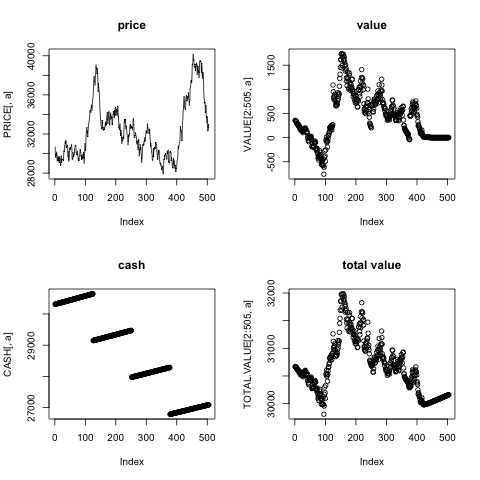 price
PRICE[, a]
28000 32000 36000 40000
0 100 200 300 400 500
Index
value
VALUE[2:505, a]
-500 0 500 1500
0 100 200 300 400 500
Index
cash
CASH[, a]
27000 29000
0 100 200 300 400 500
Index
total value
TOTAL.VALUE[2:505, a]
30000 31000 32000
0 100 200 300 400 500
Index